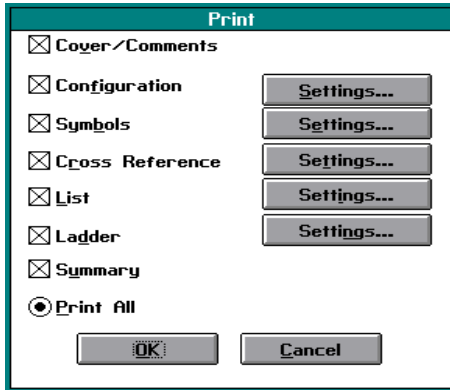 Print
Cover/Comments
Configuration Settings...
Symbols Settings...
Cross Reference Settings...
List Settings...
Ladder Settings...
Summary
Print All
OK Cancel